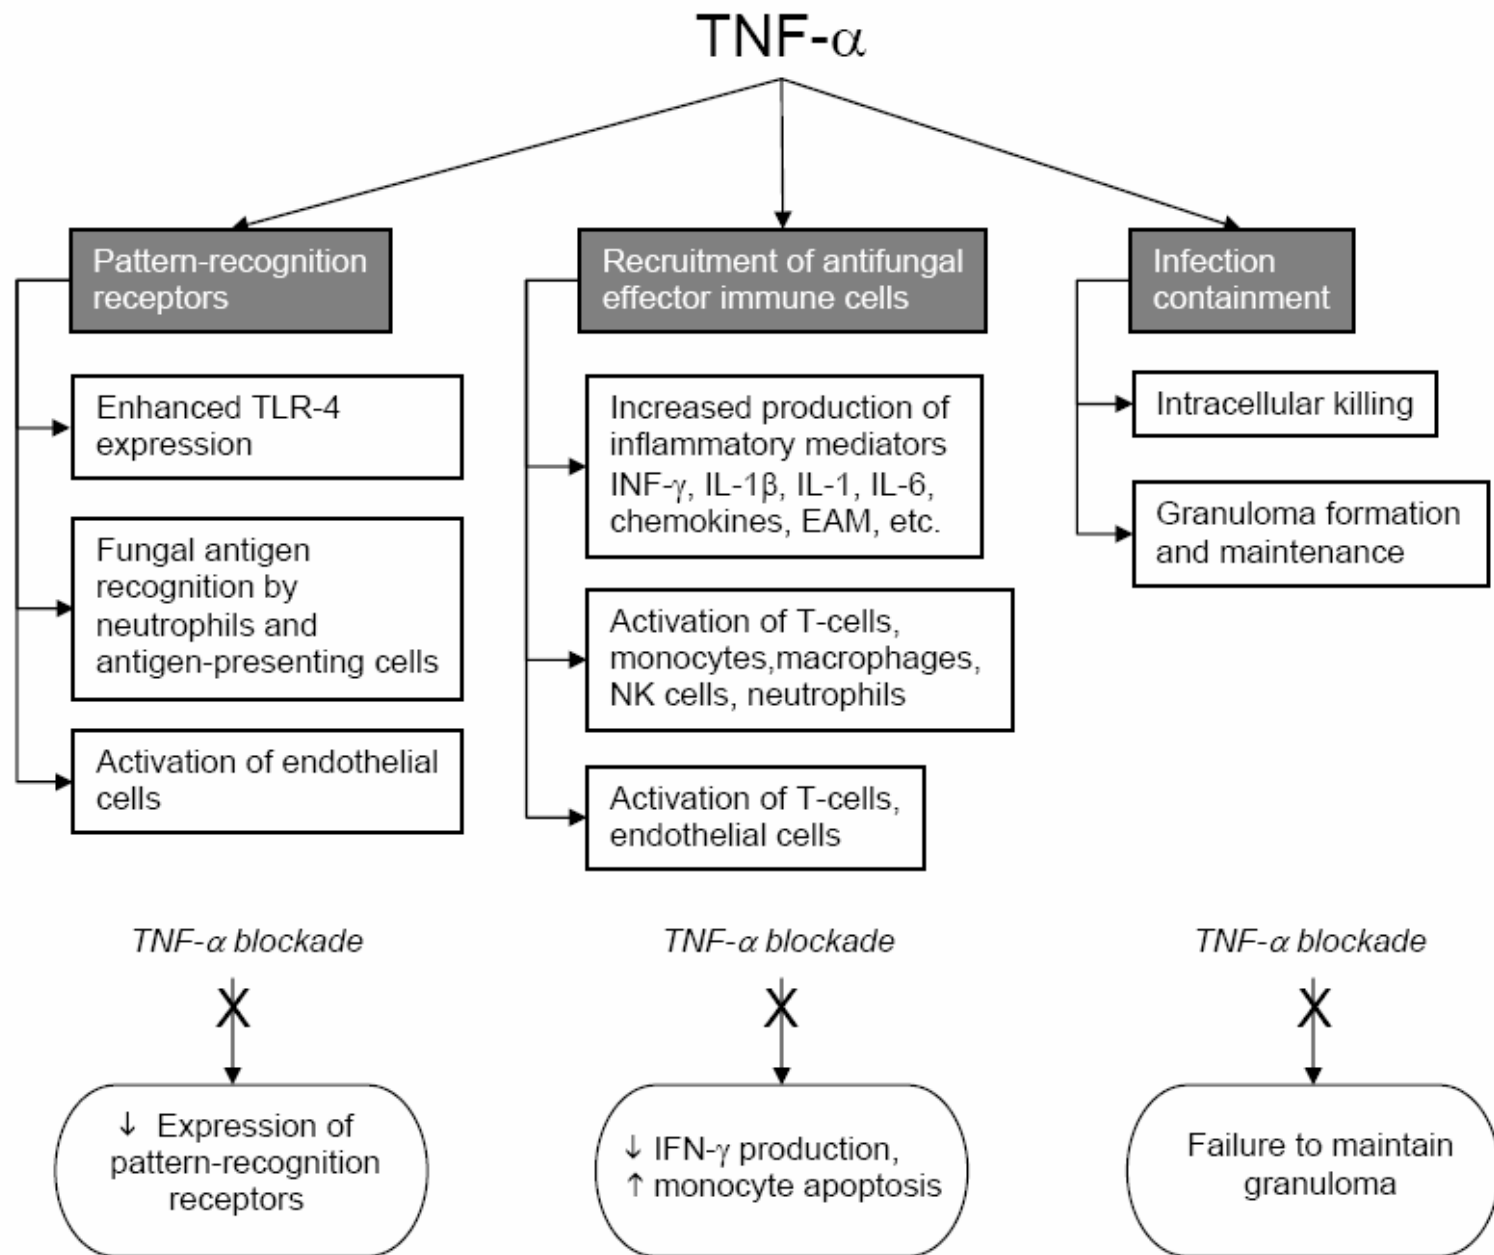 TNF-α
Pattern-recognition
receptors
Enhanced TLR-4
expression
Fungal antigen
recognition by
neutrophils and
antigen-presenting cells
Activation of endothelial
cells
Recruitment of antifungal
effector immune cells
Increased production of
inflammatory mediators
INF-γ, IL-1β, IL-1, IL-6,
chemokines, EAM, etc.
Activation of T-cells,
monocytes,macrophages,
NK cells, neutrophils
Activation of T-cells,
endothelial cells
Infection
containment
Intracellular killing
Granuloma formation
and maintenance
TNF-α blockade
X
↓ Expression of
pattern-recognition
receptors
TNF-α blockade
X
↓ IFN-γ production,
↑ monocyte apoptosis
TNF-α blockade
X
Failure to maintain
granuloma